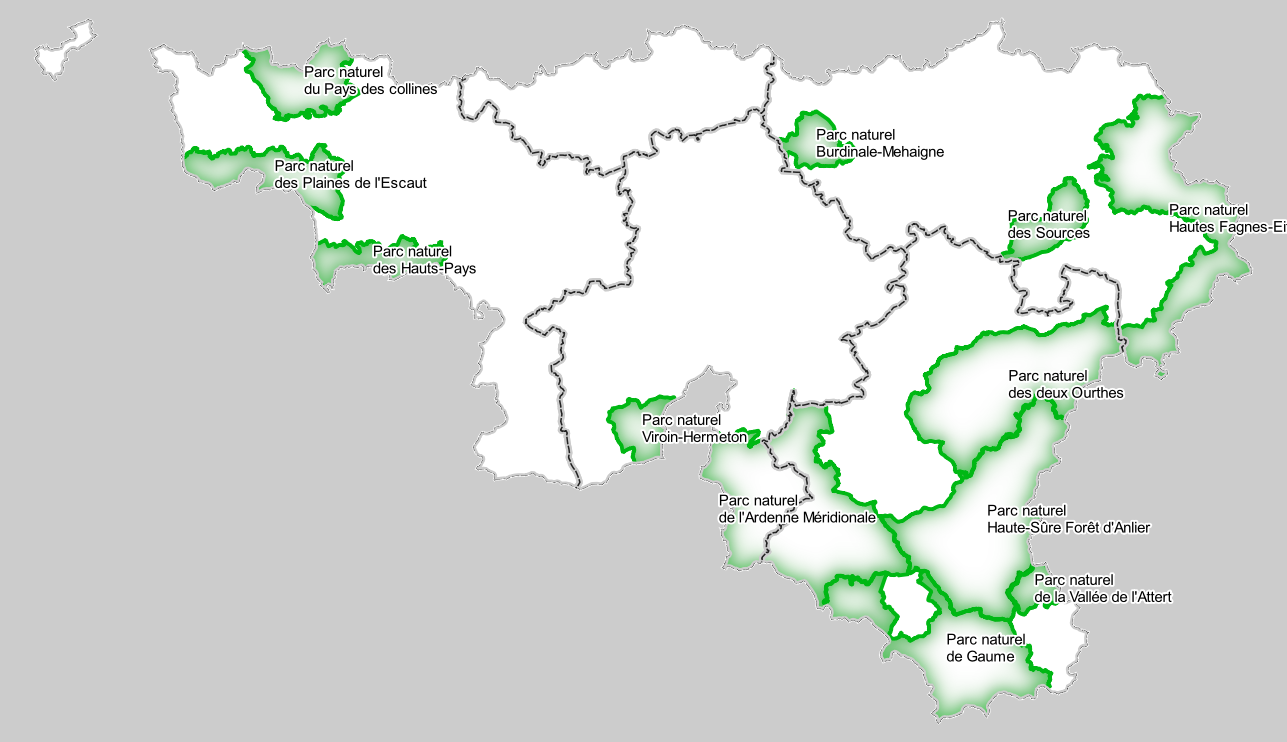 Parc naturel
du Pays des collines
Parc naturel
Burdinale-Mehaigne
Parc naturel
des Plaines de l'Escaut
Parc naturel
des Sources
Parc naturel
Hautes Fagnes-Ei
Parc naturel
des Hauts-Pays
Parc naturel
des deux Ourthes
Parc naturel
Viroin-Hermeton
Parc naturel
de l'Ardenne Méridionale
Parc naturel
Haute-Sûre Forêt d'Anlier
Parc naturel
de la Vallée de l'Attert
Parc naturel
de Gaume